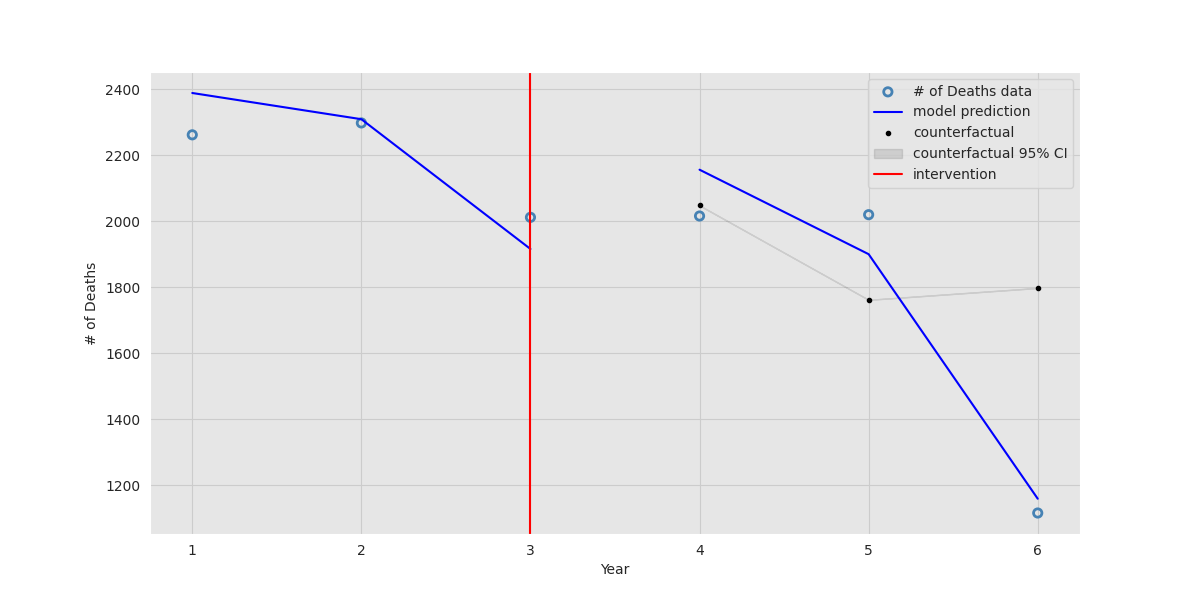 2400
2200
2000
1800
1600
1400
1200
# of Deaths
1
2
3
4
5
6
Year
# of Deaths data
model prediction
counterfactual
counterfactual 95% CI
intervention